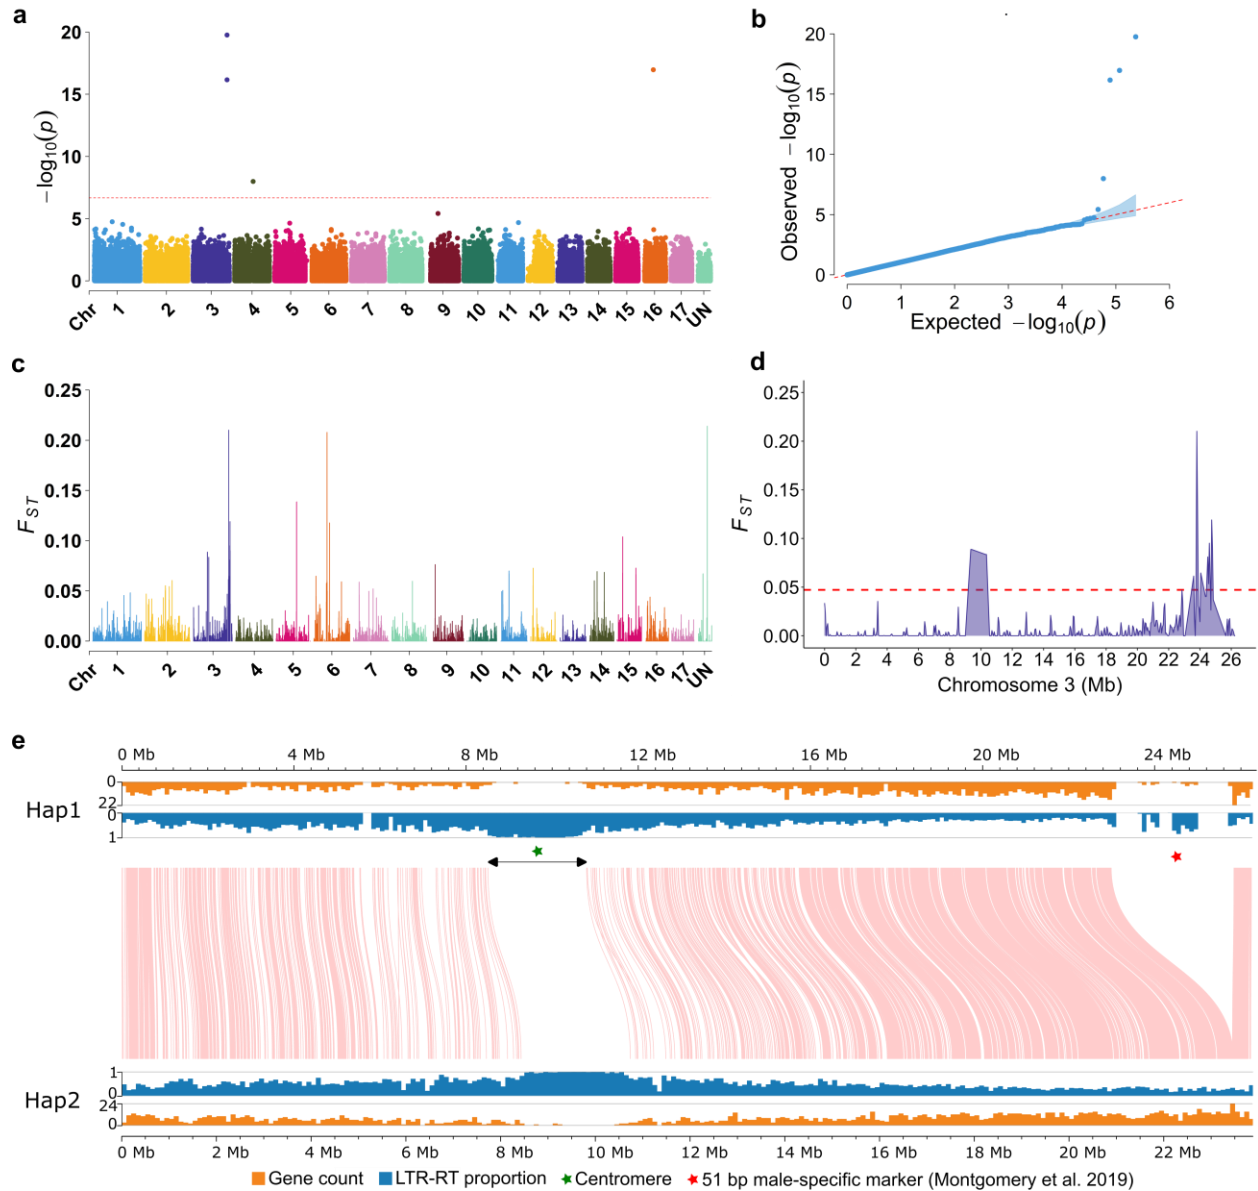 a
20
15
10
5
0
−log10(p)
Chr 1 2 3 4 5 6 7 8 9 10 11 12 13 14 15 16 17 UN
b
20
15
10
5
0
Observed −log10(p)
0 1 2 3 4 5 6
Expected −log10(p)
c
0.25
0.20
0.15
0.10
0.05
0.00
FST
Chr 1 2 3 4 5 6 7 8 9 10 11 12 13 14 15 16 17 UN
d
0.25
0.20
0.15
0.10
0.05
0.00
FST
0 2 4 6 8 10 12 14 16 18 20 22 24 26
Chromosome 3 (Mb)
e
0 Mb 4 Mb 8 Mb 12 Mb 16 Mb 20 Mb 24 Mb
0
22
Hap1
0
1
1
0
Hap2
24
0
0 Mb 2 Mb 4 Mb 6 Mb 8 Mb 10 Mb 12 Mb 14 Mb 16 Mb 18 Mb 20 Mb 22 Mb
Gene count LTR-RT proportion Centromere 51 bp male-specific marker (Montgomery et al. 2019)